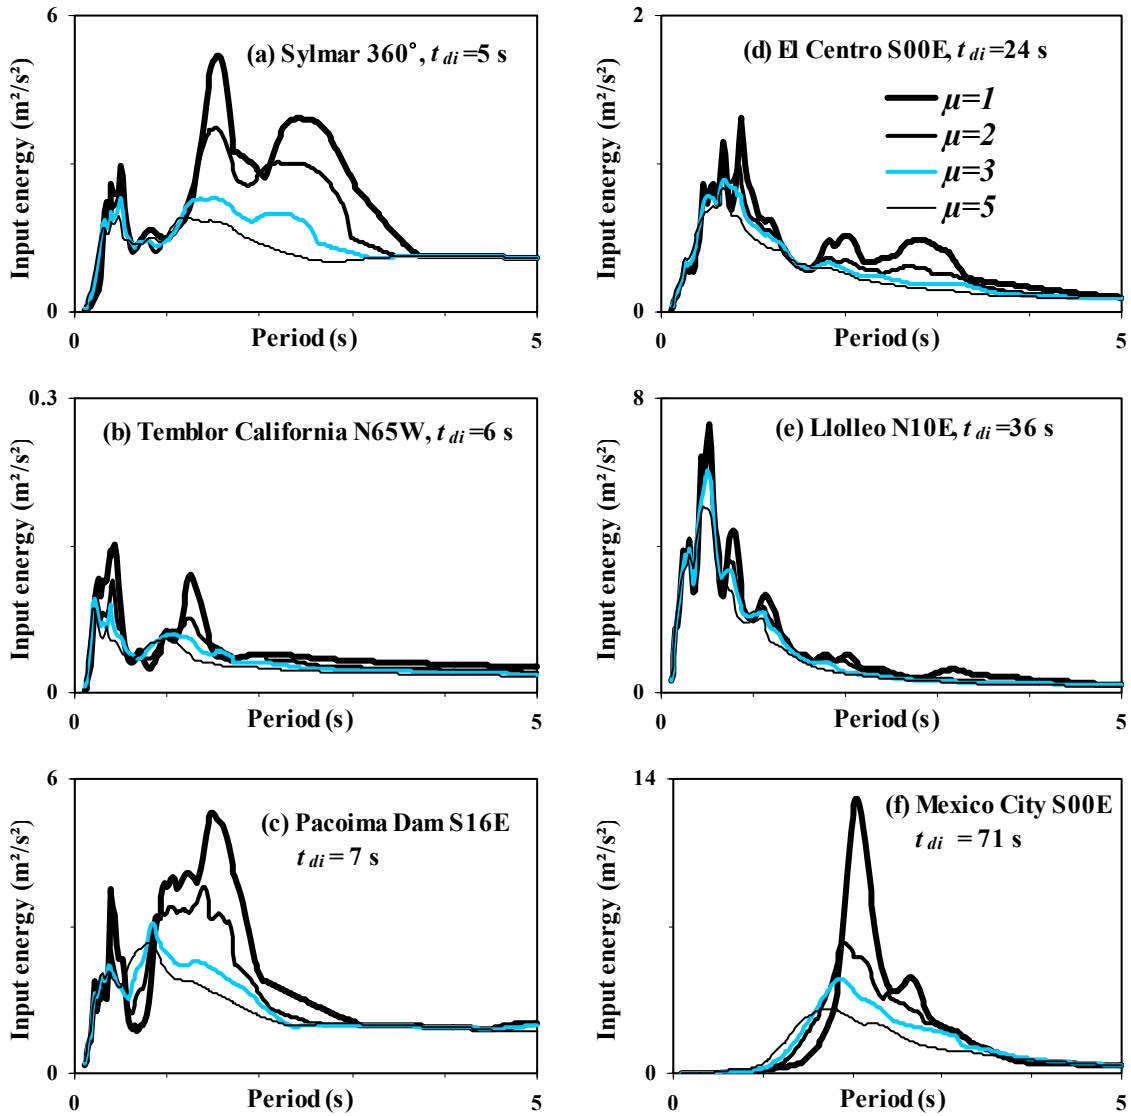 6
Input energy (m²/s²)
(a) Sylmar 360°, t di =5 s
0
0
Period (s)
5
2
Input energy (m²/s²)
(d) El Centro S00E, t di =24 s
μ=1
μ=2
μ=3
μ=5
0
0
Period (s)
5
0.3
Input energy (m²/s²)
(b) Temblor California N65W, t di =6 s
0
0
Period (s)
5
8
Input energy (m²/s²)
(e) Llolleo N10E, t di =36 s
0
0
Period (s)
5
6
Input energy (m²/s²)
(c) Pacoima Dam S16E
t di = 7 s
0
0
Period (s)
5
14
Input energy (m²/s²)
(f) Mexico City S00E
t di = 71 s
0
0
Period (s)
5